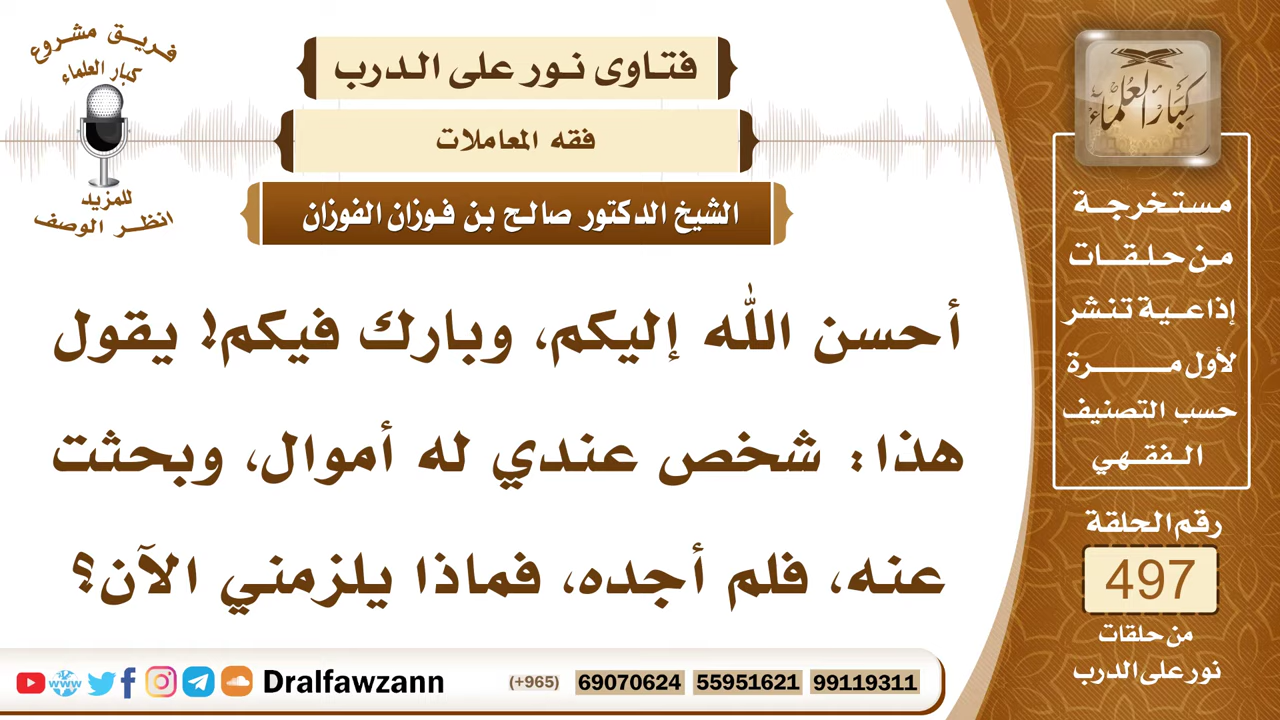 فريق مشروع
كبار العلماء
للمزيد
انظر الوصف
فتاوى نور على الدرب
فقه المعاملات
الشيخ الدكتور صالح بن فوزان الفوزان
أحسن الله إليكم، وبارك فيكم! يقول
هذا: شخص عندي له أموال، وبحثت
عنه، فلم أجده، فماذا يلزمني الآن؟
كبار العلماء
مستخرجة
من حلقات
إذاعية تنشر
لأول مرة
حسب التصنيف
الفقهي
رقم الحلقة
497
من حلقات
نور على الدرب
www
Dralfawzann
(+965) 69070624 55951621 99119311